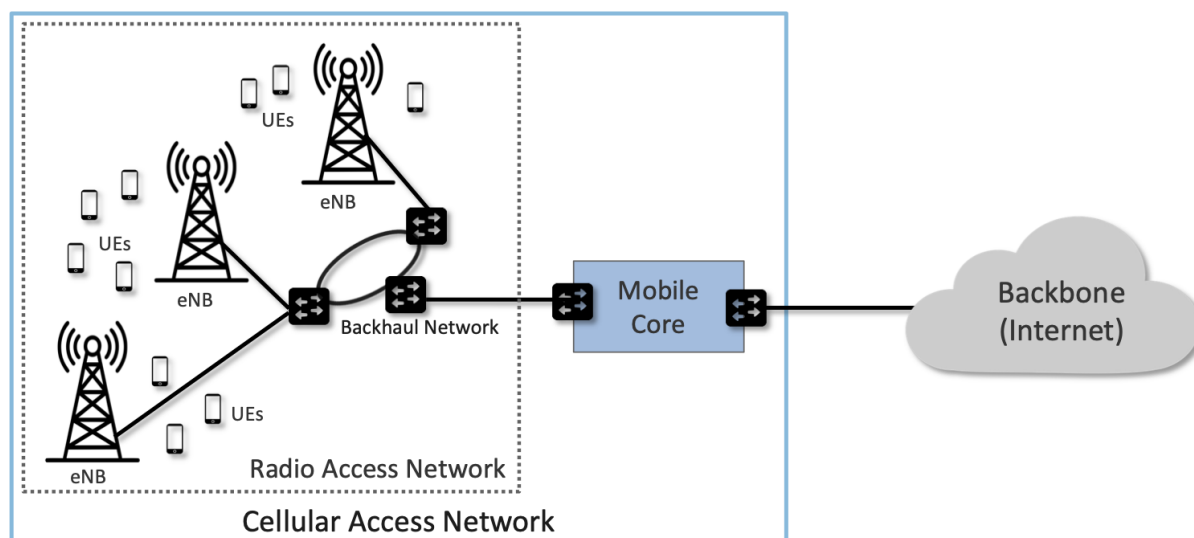 UEs
eNB
UEs
eNB
Backhaul Network
UEs
eNB
Radio Access Network
Cellular Access Network
Mobile
Core
Backbone
(Internet)